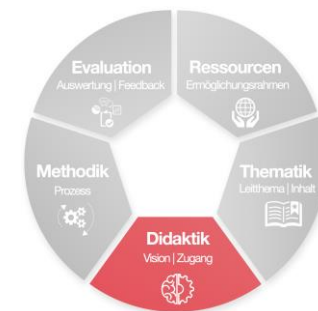 Evaluation
Auswertung | Feedback
Ressourcen
Ermöglichungsrahmen
Methodik
Prozess
Thematik
Leitthema | Inhalt
Didaktik
Vision | Zugang